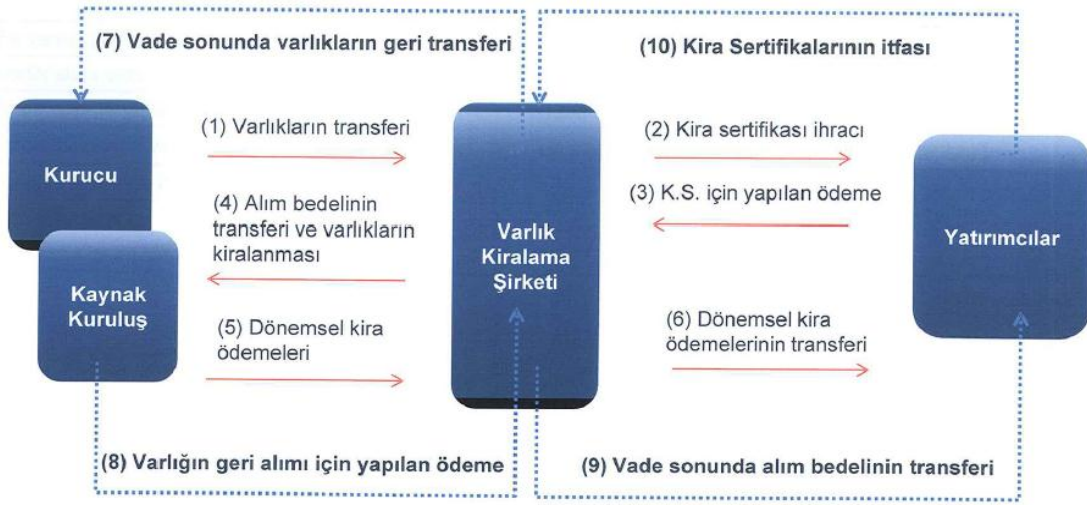 (7) Vade sonunda varlıkların geri transferi
(10) Kira Sertifikalarının itfası
(1) Varlıkların transferi
(2) Kira sertifikası ihracı
Kurucu
(3) K.S. için yapılan ödeme
(4) Alım bedelinin
transferi ve varlıkların
kiralanması
Varlık
Kiralama
Şirketi
Yatırımcılar
Kaynak
Kuruluş
(5) Dönemsel kira
ödemeleri
(6) Dönemsel kira
ödemelerinin transferi
(8) Varlığın geri alımı için yapılan ödeme
(9) Vade sonunda alım bedelinin transferi